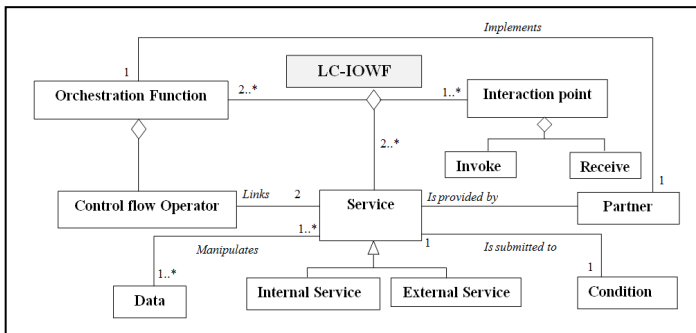 Implements
1
LC-IOWF
Orchestration Function
2..*
1..*
Interaction point
2..*
Invoke
Receive
1
Control flow Operator
Links
2
Service
Is provided by
Partner
1..*
Manipulates
1
Is submitted to
1..*
1
Data
Internal Service
External Service
Condition